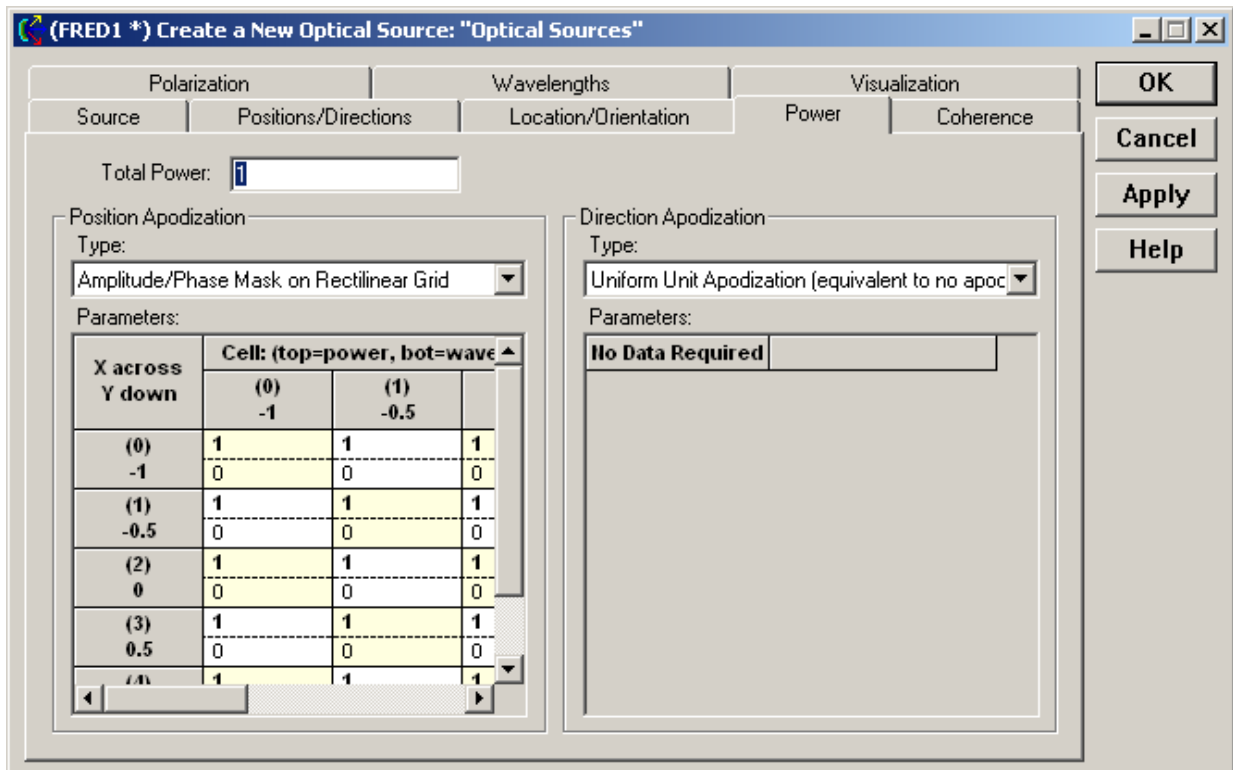 (FRED1 *) Create a New Optical Source: "Optical Sources"
Polarization Wavelengths Visualization
Source Positions/Directions Location/Orientation Power Coherence
OK
Cancel
Apply
Help
Total Power: 1
Position Apodization
Type:
Amplitude/Phase Mask on Rectilinear Grid
Parameters:
X across
Y down
Cell: (top=power, bot=wave
(0) (1)
-1 -0.5
(0) 1 1 1
-1 0 0 0
(1) 1 1 1
-0.5 0 0 0
(2) 1 1 1
0 0 0 0
(3) 1 1 1
0.5 0 0 0
(4) 1 1 1
Direction Apodization
Type:
Uniform Unit Apodization (equivalent to no apoc
Parameters:
No Data Required